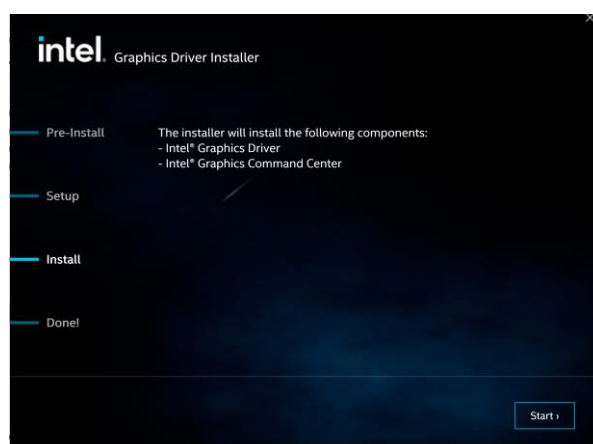 intel. Graphics Driver Installer
Pre-Install
The installer will install the following components:
- Intel® Graphics Driver
- Intel® Graphics Command Center
Setup
Install
Done!
Start ›